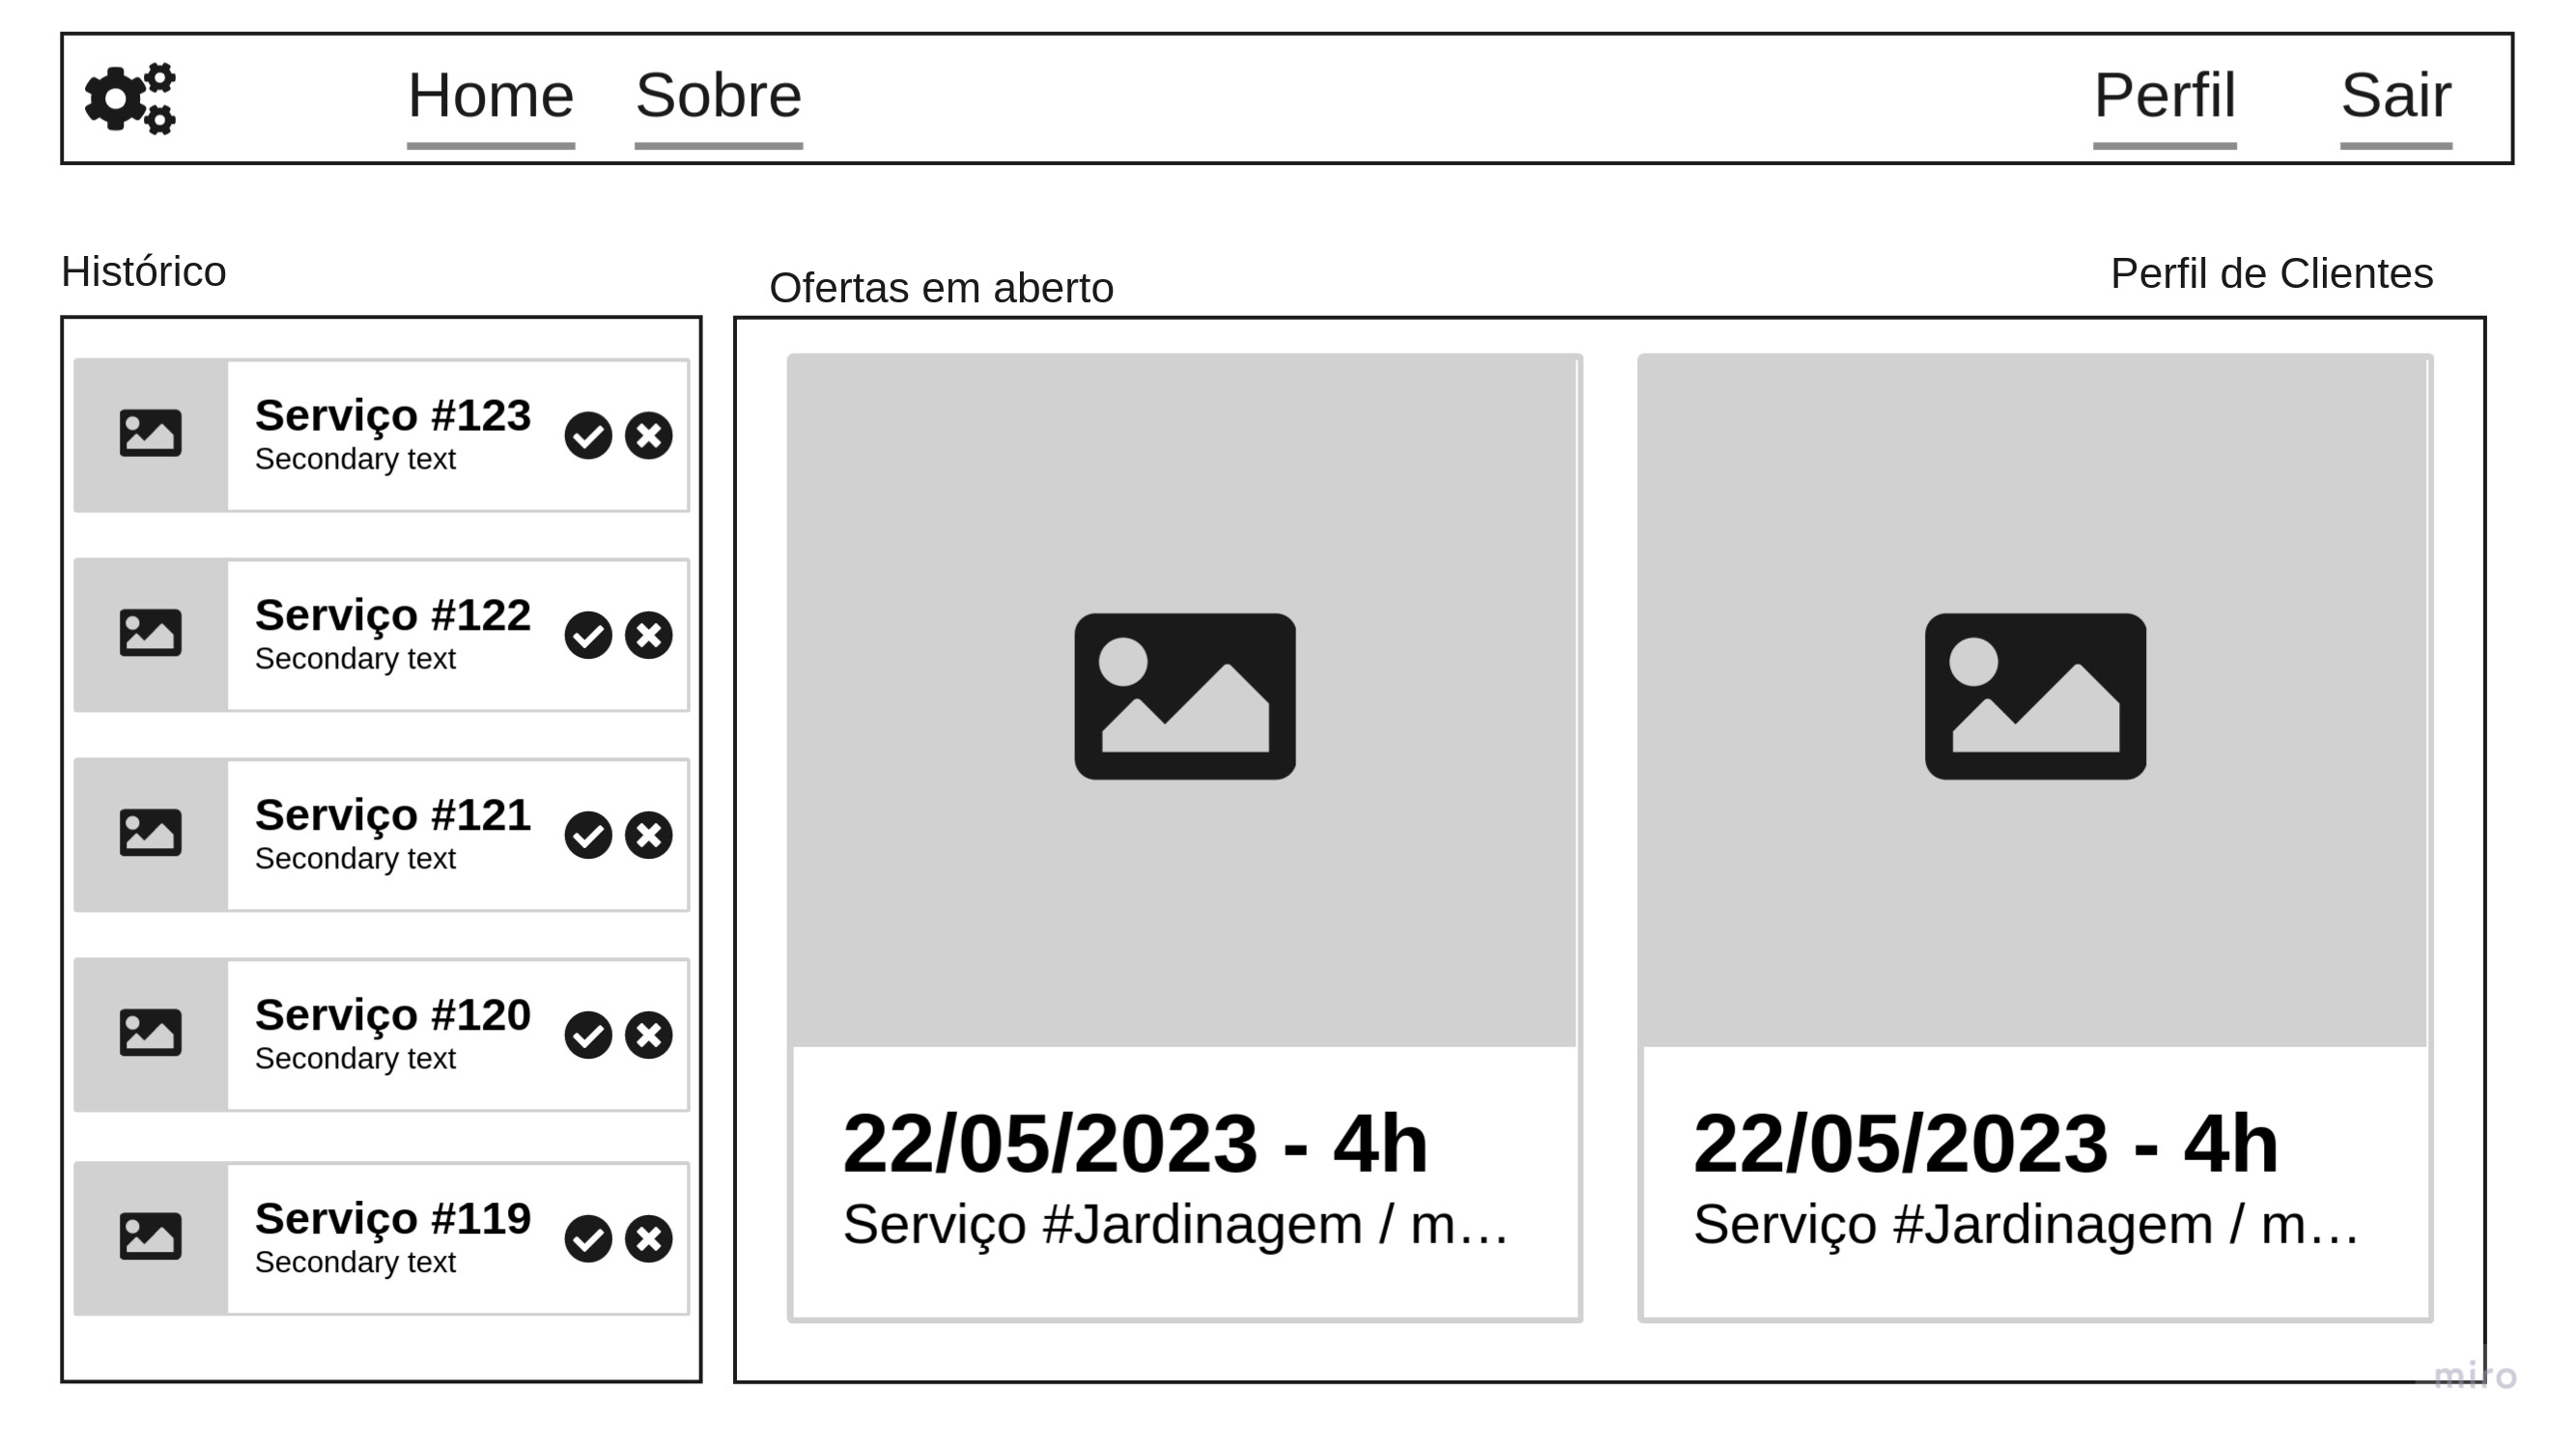 Home
Sobre
Perfil
Sair
Histórico
Ofertas em aberto
Perfil de Clientes
Serviço #123
Secondary text
Serviço #122
Secondary text
Serviço #121
Secondary text
Serviço #120
Secondary text
Serviço #119
Secondary text
22/05/2023 - 4h
Serviço #Jardinagem / m...
22/05/2023 - 4h
Serviço #Jardinagem / m...
miro